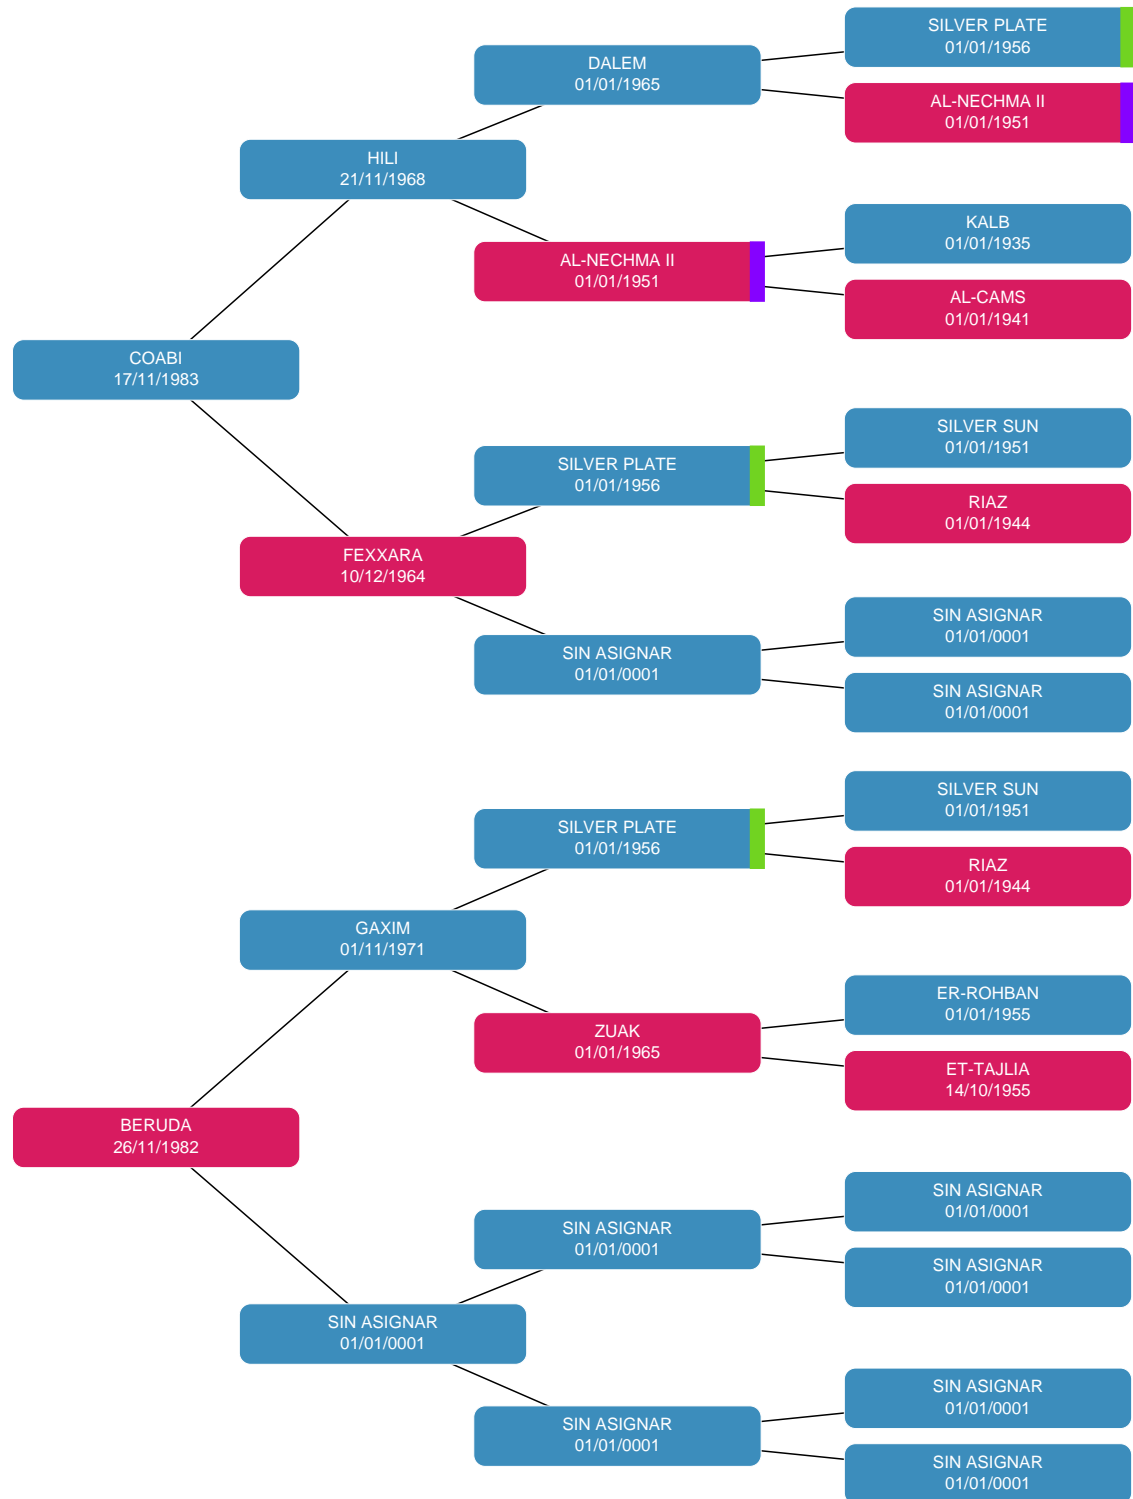 SILVER PLATE
01/01/1956
DALEM
01/01/1965
AL-NECHMA II
01/01/1951
HILI
21/11/1968
KALB
01/01/1935
AL-NECHMA II
01/01/1951
AL-CAMS
01/01/1941
COABI
17/11/1983
SILVER SUN
01/01/1951
SILVER PLATE
01/01/1956
RIAZ
01/01/1944
FEXXARA
10/12/1964
SIN ASIGNAR
01/01/0001
SIN ASIGNAR
01/01/0001
SIN ASIGNAR
01/01/0001
SILVER SUN
01/01/1951
SILVER PLATE
01/01/1956
RIAZ
01/01/1944
GAXIM
01/11/1971
ER-ROHBAN
01/01/1955
ZUAK
01/01/1965
ET-TAJLIA
14/10/1955
BERUDA
26/11/1982
SIN ASIGNAR
01/01/0001
SIN ASIGNAR
01/01/0001
SIN ASIGNAR
01/01/0001
SIN ASIGNAR
01/01/0001
SIN ASIGNAR
01/01/0001
SIN ASIGNAR
01/01/0001
SIN ASIGNAR
01/01/0001